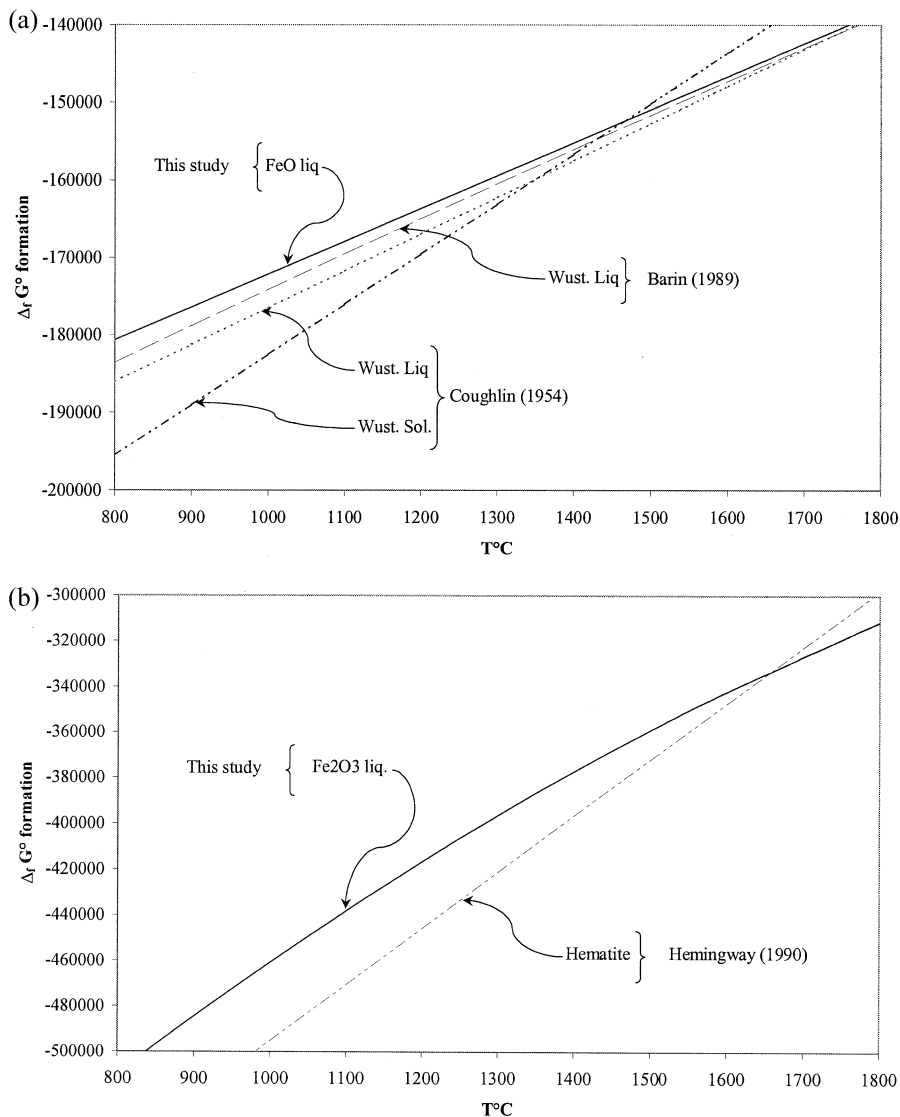 (a)
-140000
-150000
-160000
-170000
-180000
-190000
-200000
Δf G° formation
This study { FeO liq
Wust. Liq } Barin (1989)
Wust. Liq
Wust. Sol.
} Coughlin (1954)
800 900 1000 1100 1200 1300 1400 1500 1600 1700 1800
T°C
(b)
-300000
-320000
-340000
-360000
-380000
-400000
-420000
-440000
-460000
-480000
-500000
Δf G° formation
This study { Fe2O3 liq.
Hematite } Hemingway (1990)
800 900 1000 1100 1200 1300 1400 1500 1600 1700 1800
T°C